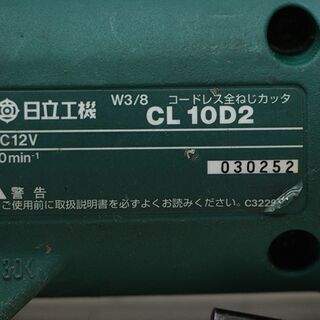 日立工機
W3/8 コードレス全ねじカッタ
CL 10D2
C12V
0min⁻¹
030252
警告
ご使用前に取扱説明書を必ずよくお読みください。 C3229